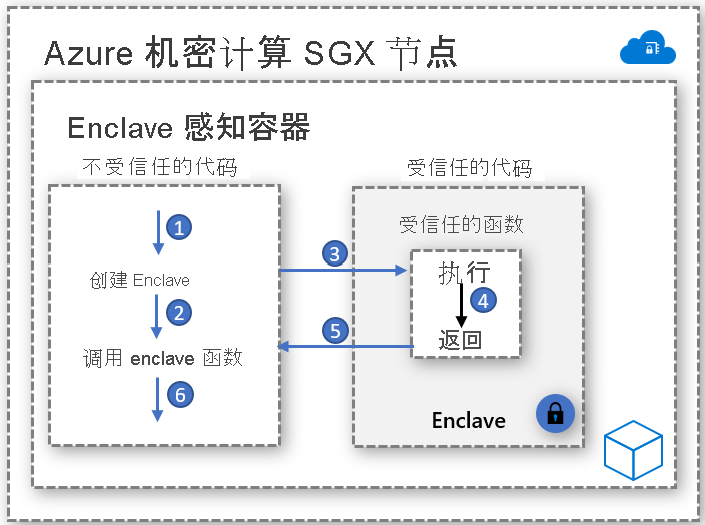 Azure 机密计算 SGX 节点
Enclave 感知容器
不受信任的代码
受信任的代码
1
创建 Enclave
2
调用 enclave 函数
6
3
5
受信任的函数
执行
4
返回
Enclave